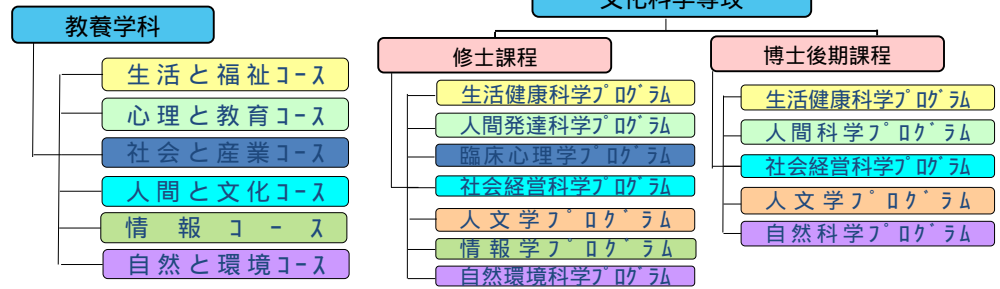 文化科学専攻
教養学科
生活と福祉ｺｰｽ
心理と教育ｺｰｽ
社会と産業ｺｰｽ
人間と文化ｺｰｽ
情報ｺｰｽ
自然と環境ｺｰｽ
修士課程
生活健康科学ﾌﾟﾛｸﾞﾗﾑ
人間発達科学ﾌﾟﾛｸﾞﾗﾑ
臨床心理学ﾌﾟﾛｸﾞﾗﾑ
社会経営科学ﾌﾟﾛｸﾞﾗﾑ
人文学ﾌﾟﾛｸﾞﾗﾑ
情報学ﾌﾟﾛｸﾞﾗﾑ
自然環境科学ﾌﾟﾛｸﾞﾗﾑ
博士後期課程
生活健康科学ﾌﾟﾛｸﾞﾗﾑ
人間科学ﾌﾟﾛｸﾞﾗﾑ
社会経営科学ﾌﾟﾛｸﾞﾗﾑ
人文学ﾌﾟﾛｸﾞﾗﾑ
自然科学ﾌﾟﾛｸﾞﾗﾑ